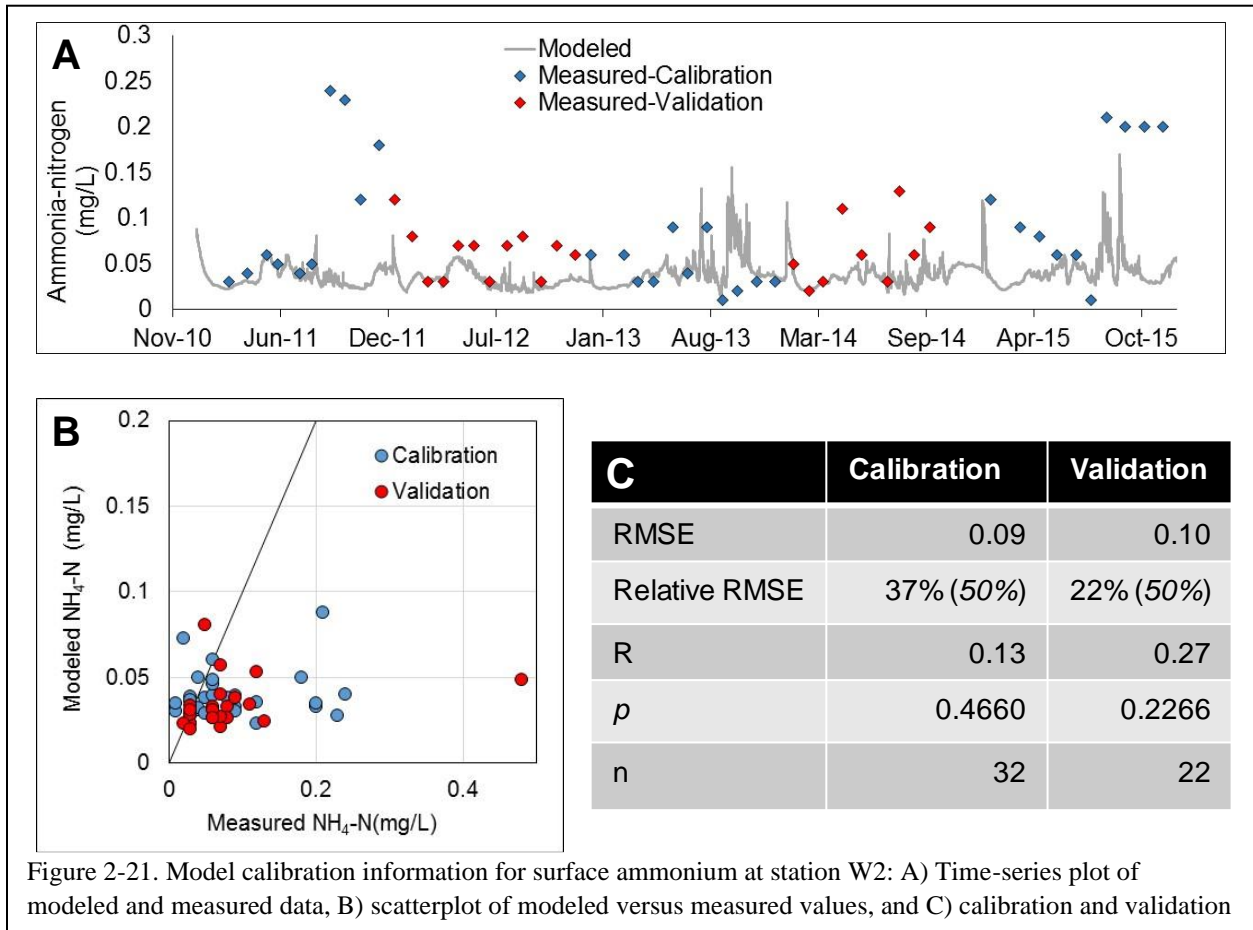 A
0.3
0.25
0.2
0.15
0.1
0.05
0
Ammonia-nitrogen
(mg/L)
Modeled
Measured-Calibration
Measured-Validation
Nov-10 Jun-11 Dec-11 Jul-12 Jan-13 Aug-13 Mar-14 Sep-14 Apr-15 Oct-15
B
0.2
0.15
0.1
0.05
0
Modeled NH4-N (mg/L)
Calibration
Validation
0 0.2 0.4
Measured NH4-N(mg/L)
C Calibration Validation
RMSE 0.09 0.10
Relative RMSE 37% (50%) 22% (50%)
R 0.13 0.27
p 0.4660 0.2266
n 32 22
Figure 2-21. Model calibration information for surface ammonium at station W2: A) Time-series plot of
modeled and measured data, B) scatterplot of modeled versus measured values, and C) calibration and validation